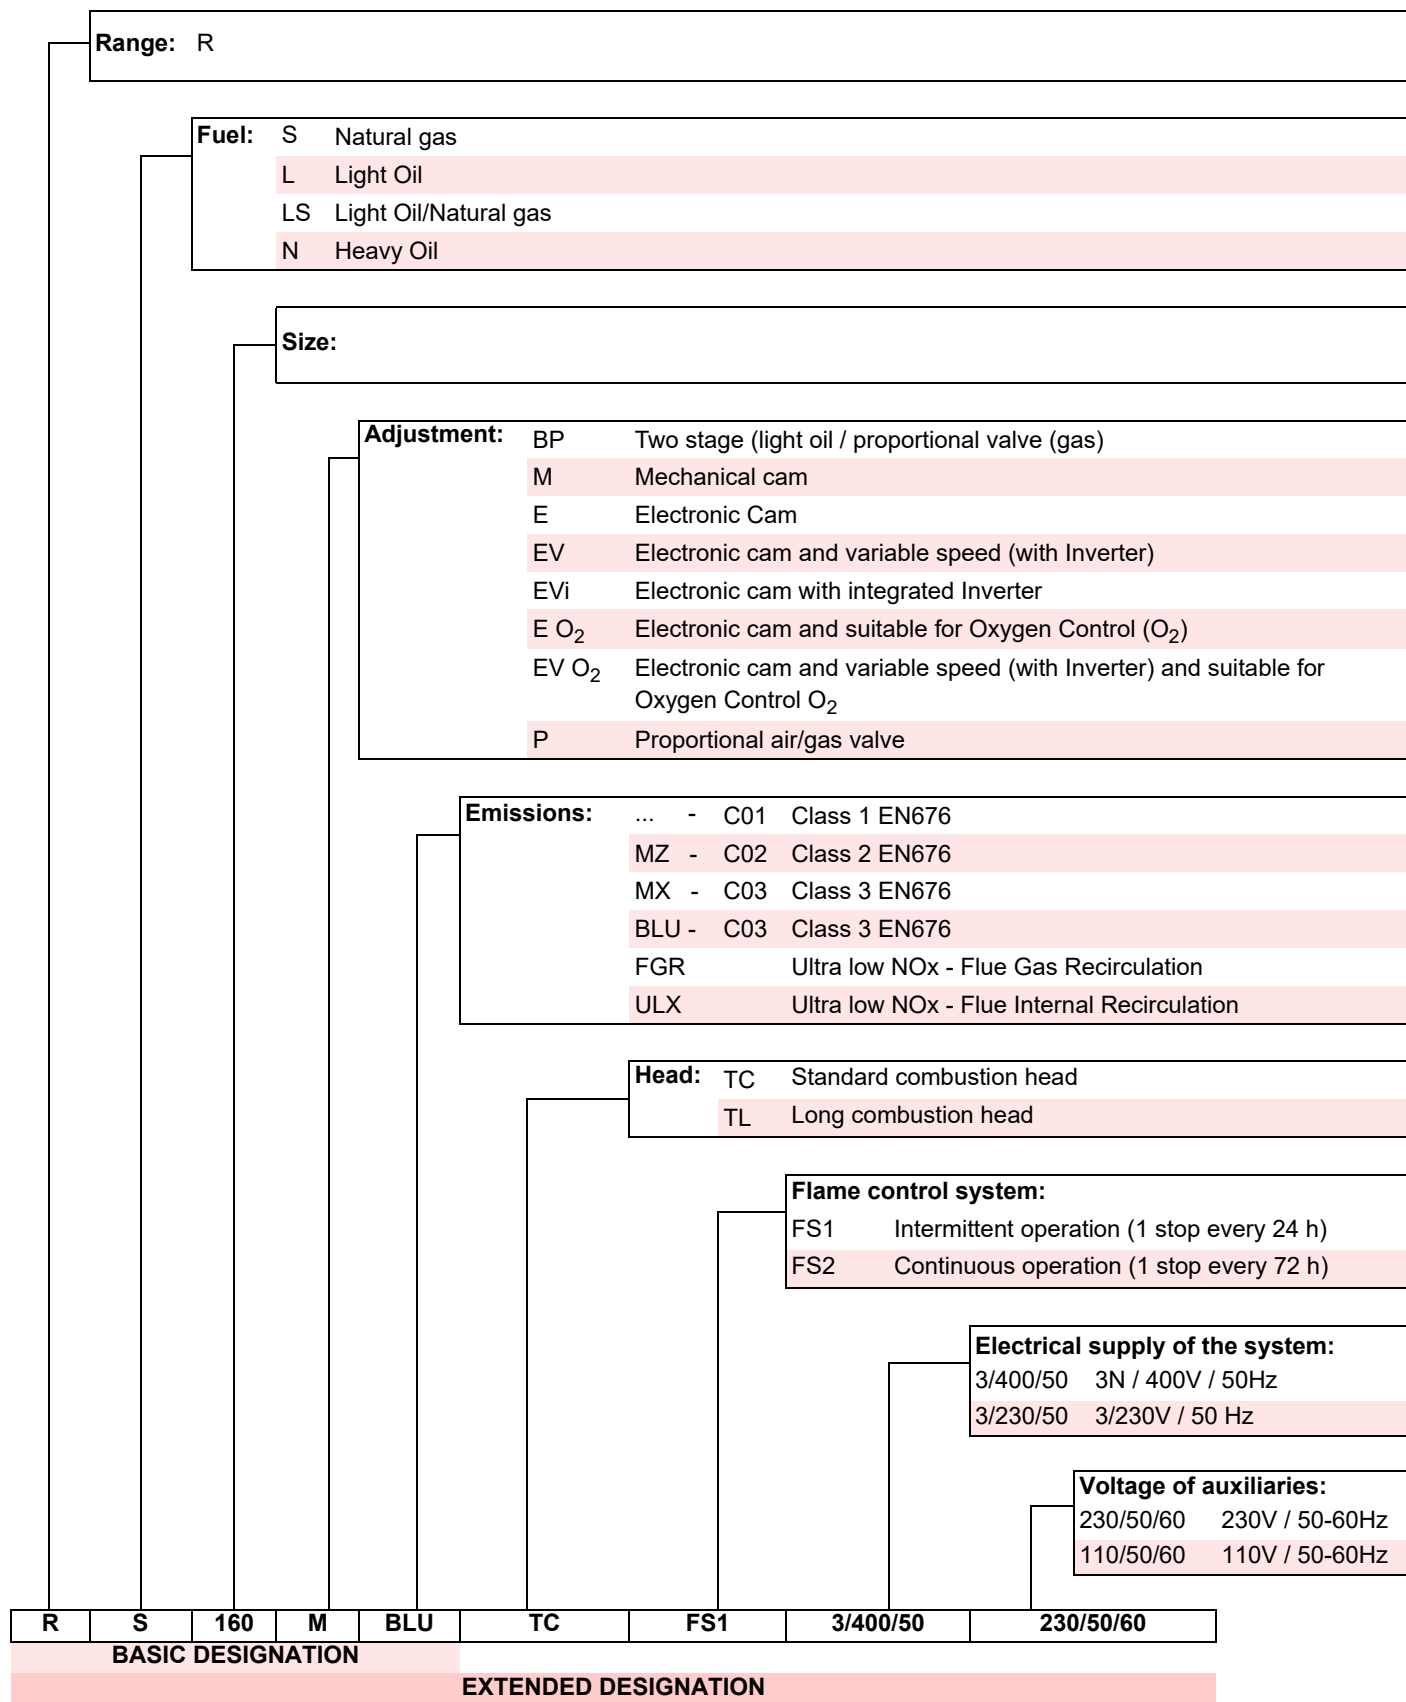 Range: R
Fuel: S Natural gas
L Light Oil
LS Light Oil/Natural gas
N Heavy Oil
Size:
Adjustment: BP Two stage (light oil / proportional valve (gas)
M Mechanical cam
E Electronic Cam
EV Electronic cam and variable speed (with Inverter)
EVi Electronic cam with integrated Inverter
E O2 Electronic cam and suitable for Oxygen Control (O2)
EV O2 Electronic cam and variable speed (with Inverter) and suitable for
Oxygen Control O2
P Proportional air/gas valve
Emissions: ... - C01 Class 1 EN676
MZ - C02 Class 2 EN676
MX - C03 Class 3 EN676
BLU - C03 Class 3 EN676
FGR Ultra low NOx - Flue Gas Recirculation
ULX Ultra low NOx - Flue Internal Recirculation
Head: TC Standard combustion head
TL Long combustion head
Flame control system:
FS1 Intermittent operation (1 stop every 24 h)
FS2 Continuous operation (1 stop every 72 h)
Electrical supply of the system:
3/400/50 3N / 400V / 50Hz
3/230/50 3/230V / 50 Hz
Voltage of auxiliaries:
230/50/60 230V / 50-60Hz
110/50/60 110V / 50-60Hz
R S 160 M BLU TC FS1 3/400/50 230/50/60
BASIC DESIGNATION
EXTENDED DESIGNATION